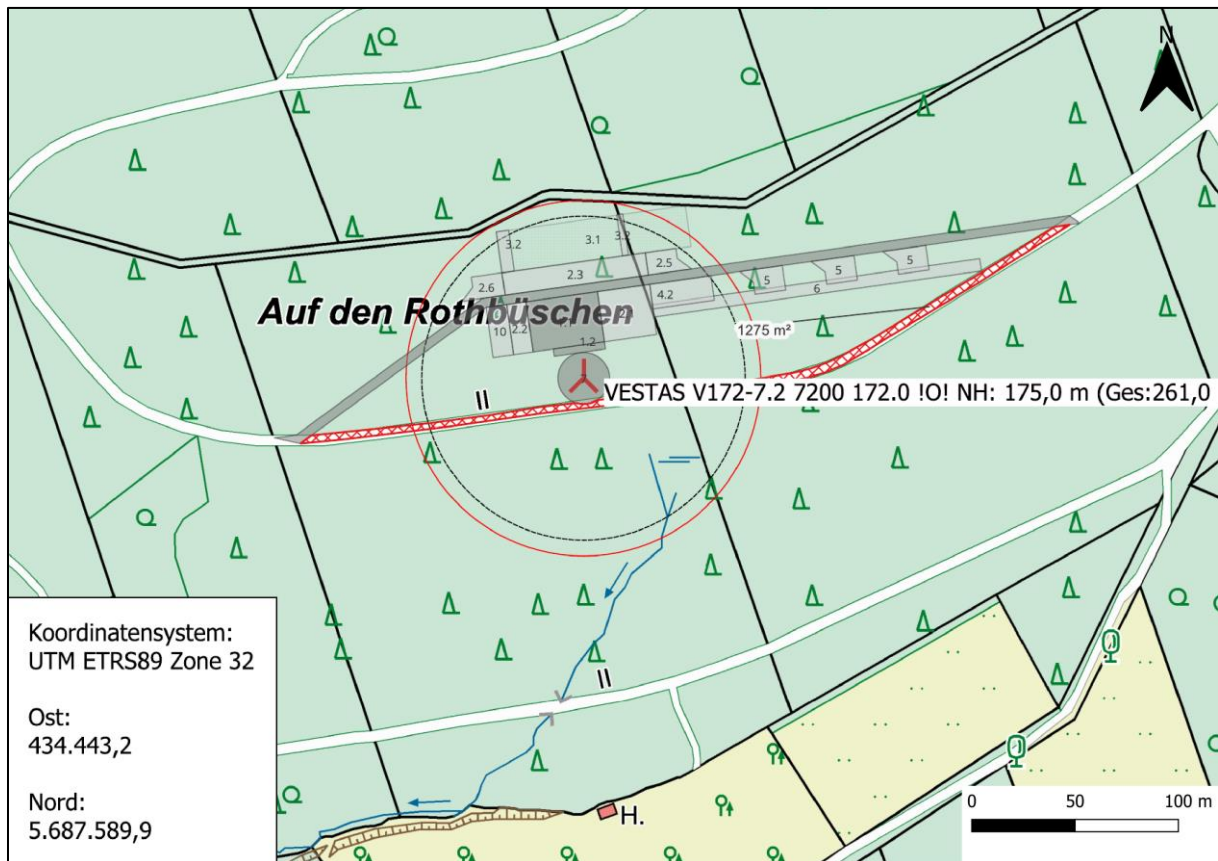 N
3.2
3.1
3.2
2.5
2.3
5
5
5
2.6
4.2
6
Auf den Rothbüschen
10
2.2
1.2
1275 m²
VESTAS V172-7.2 7200 172.0 !O! NH: 175,0 m (Ges:261,0
II
II
Koordinatensystem:
UTM ETRS89 Zone 32
Ost:
434.443,2
Nord:
5.687.589,9
H.
0 50 100 m